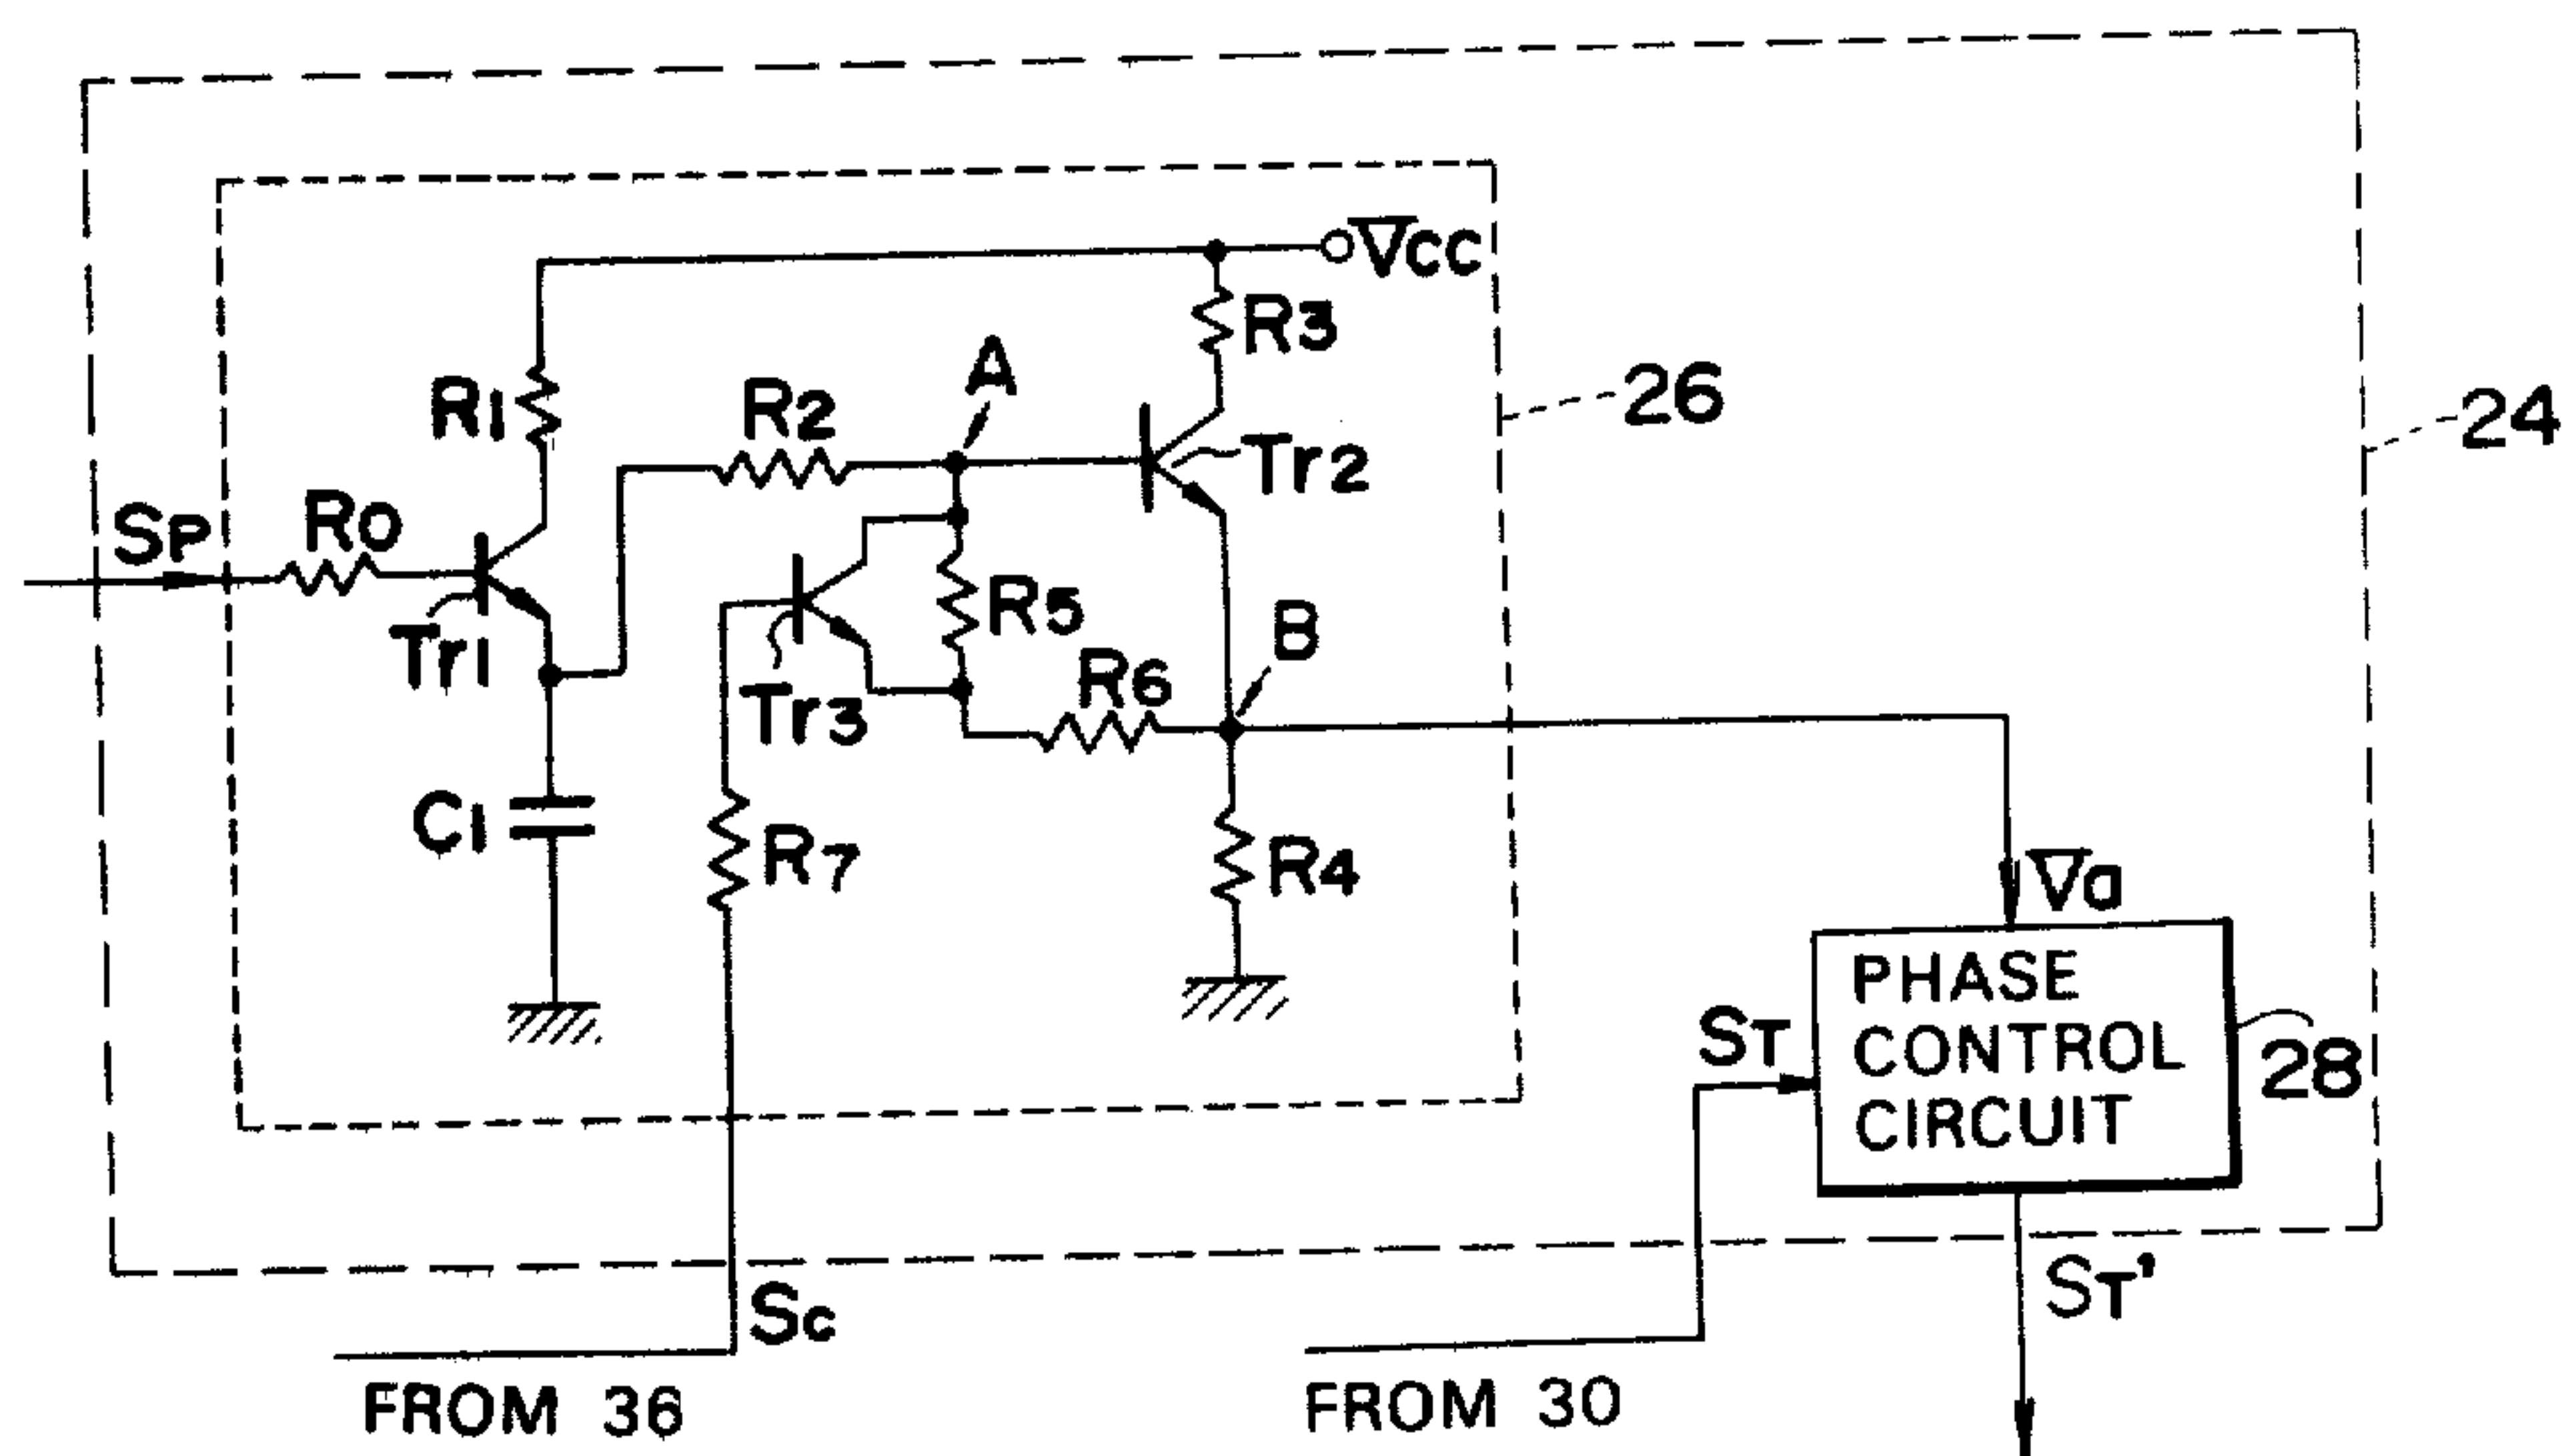 Vcc
R3
A
R1
R2
26
24
Tr2
SP
R0
R5
B
Tr1
R6
Tr3
C1
R7
R4
Va
PHASE
CONTROL
CIRCUIT
ST
28
ST'
Sc
FROM 36
FROM 30